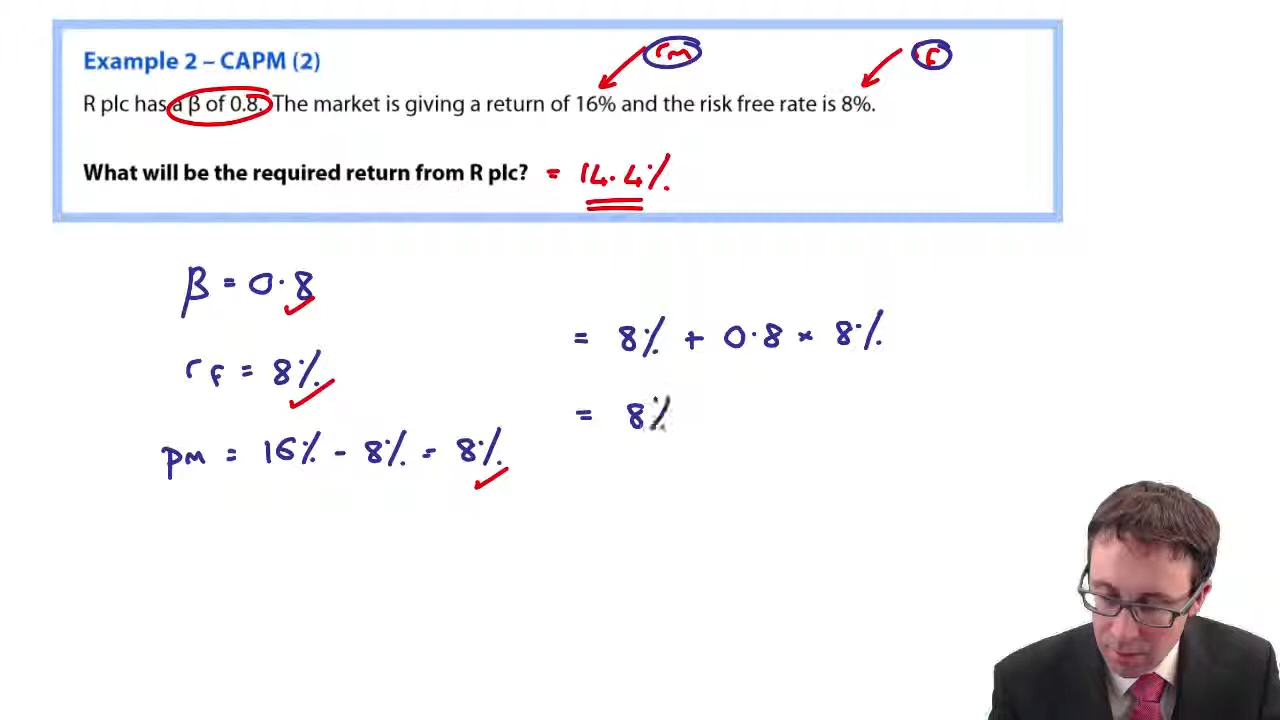 Example 2 – CAPM (2)
rm
rf
R plc has a β of 0.8. The market is giving a return of 16% and the risk free rate is 8%.
What will be the required return from R plc? = 14.4%
β = 0.8
rf = 8%
pm = 16% - 8% = 8%
= 8% + 0.8 × 8%
= 8%